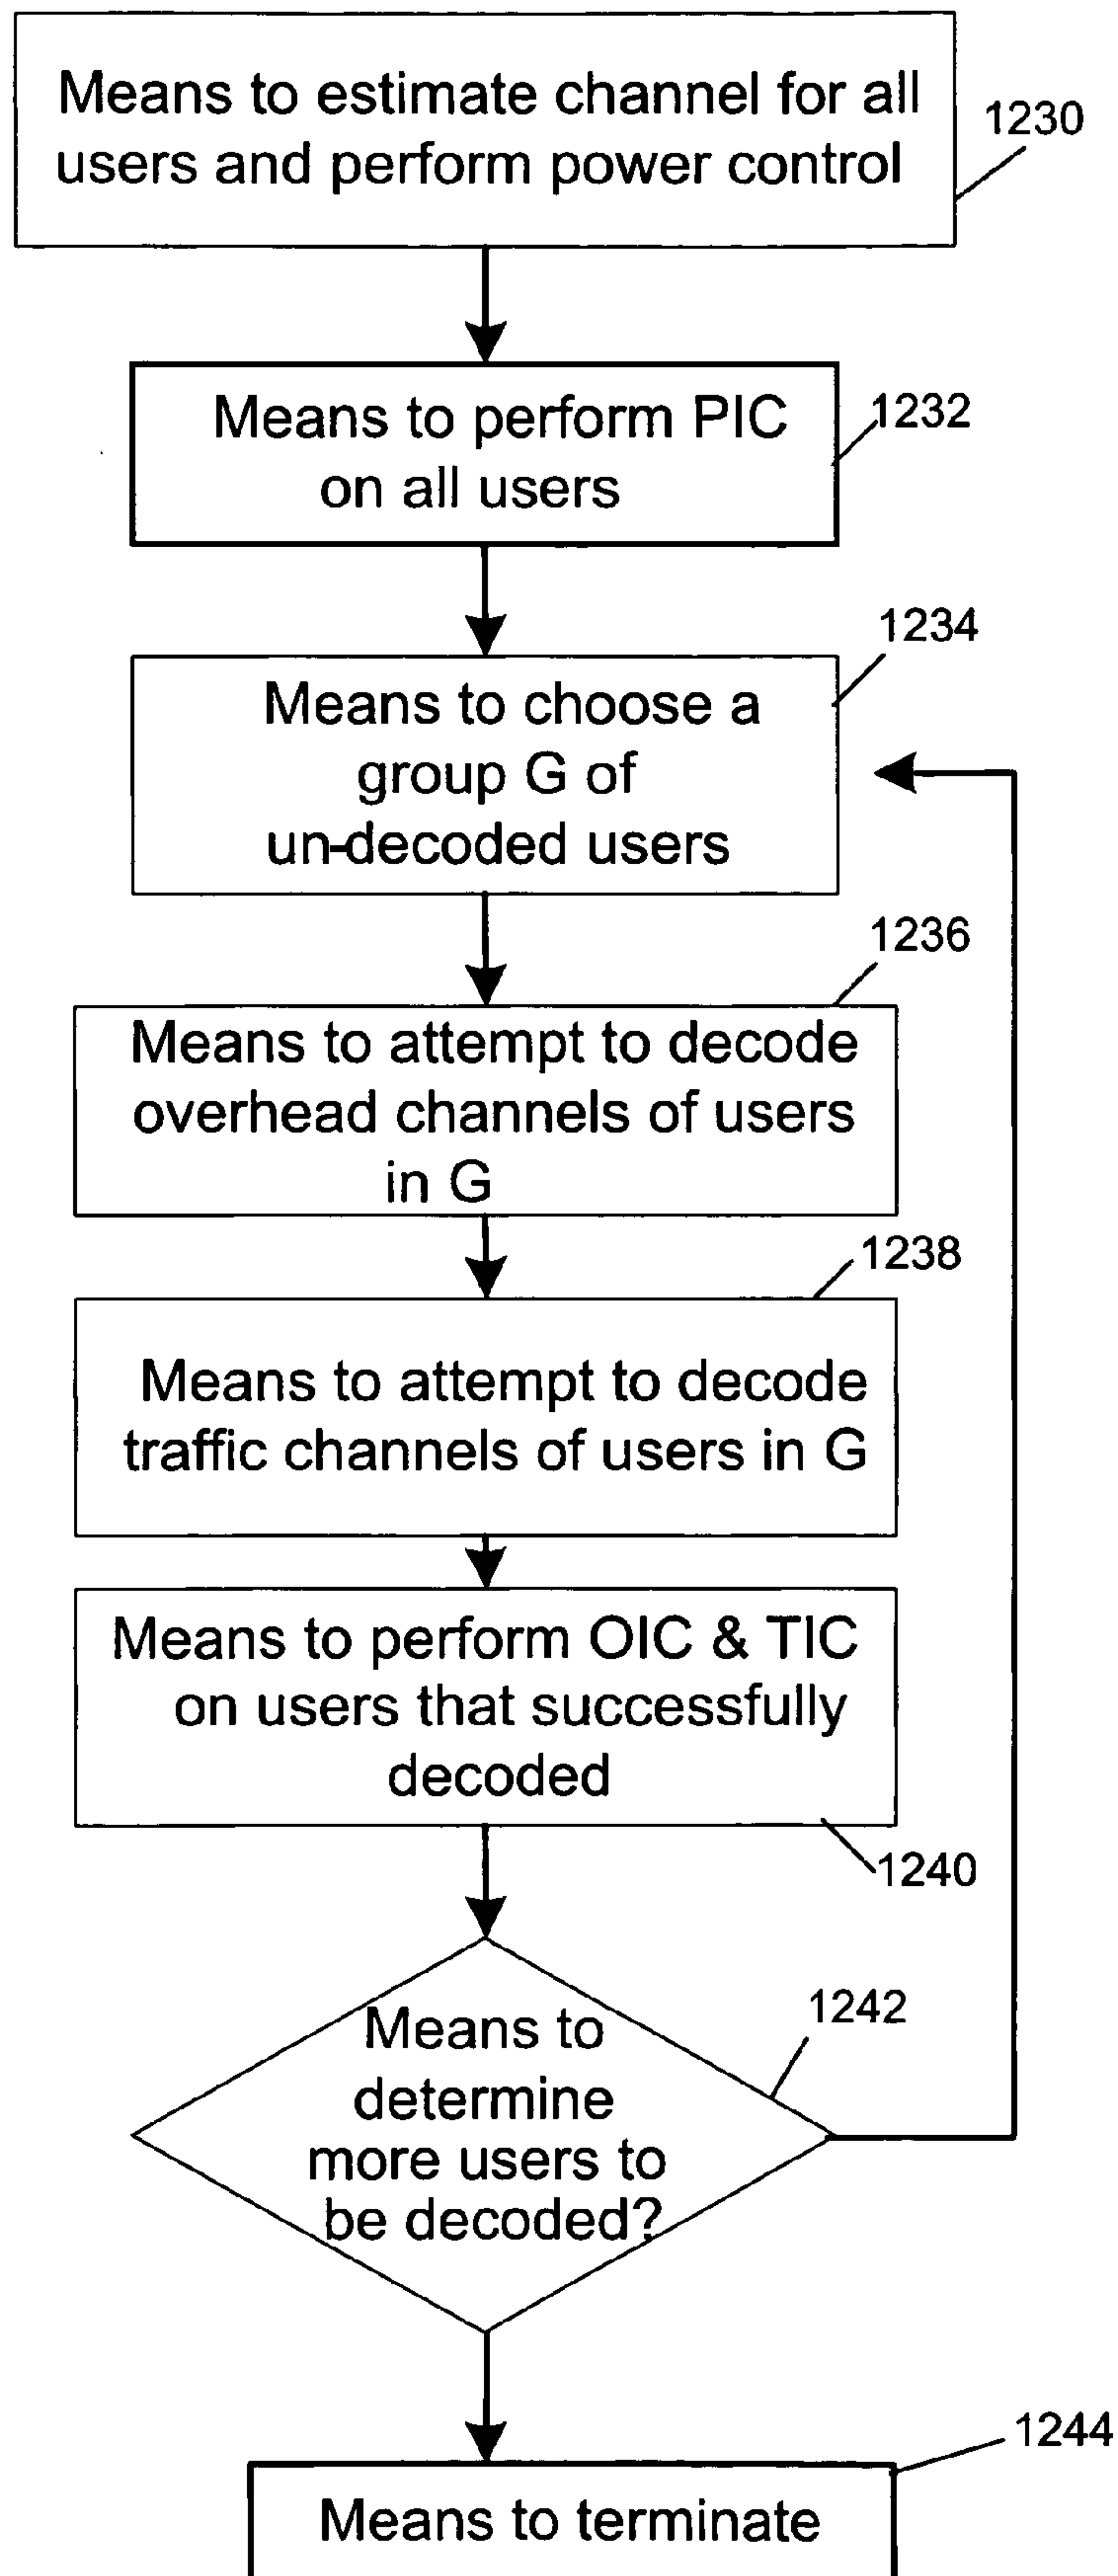 Means to estimate channel for all
users and perform power control
1230
Means to perform PIC
on all users
1232
1234
Means to choose a
group G of
un-decoded users
1236
Means to attempt to decode
overhead channels of users
in G
1238
Means to attempt to decode
traffic channels of users in G
Means to perform OIC & TIC
on users that successfully
decoded
1240
1242
Means to
determine
more users to
be decoded?
1244
Means to terminate